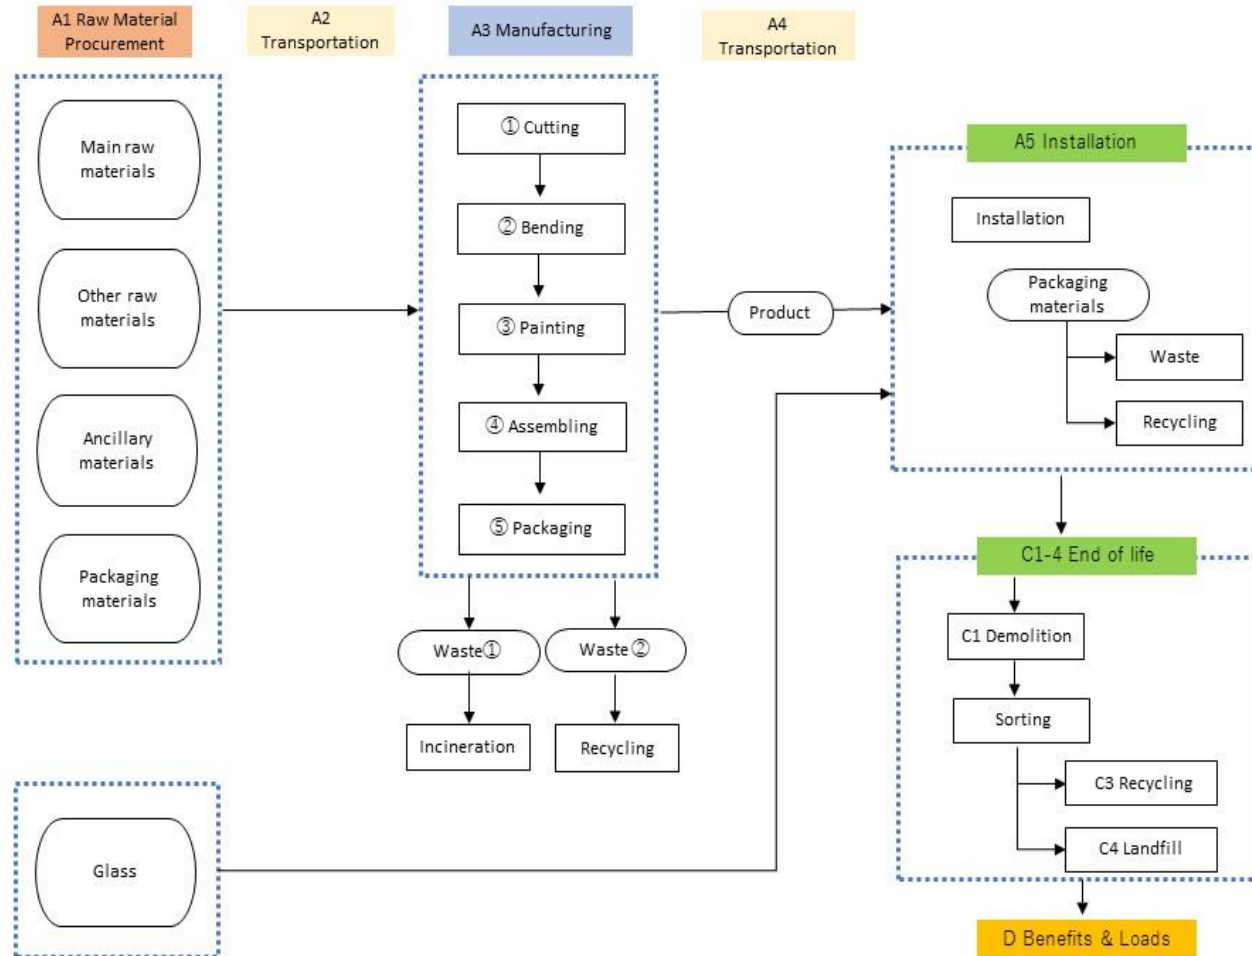 A1 Raw Material
Procurement
A2
Transportation
A3 Manufacturing
A4
Transportation
Main raw
materials
Other raw
materials
Ancillary
materials
Packaging
materials
Glass
① Cutting
② Bending
③ Painting
④ Assembling
⑤ Packaging
Waste①
Waste②
Incineration
Recycling
Product
A5 Installation
Installation
Packaging
materials
Waste
Recycling
C1-4 End of life
C1 Demolition
Sorting
C3 Recycling
C4 Landfill
D Benefits & Loads